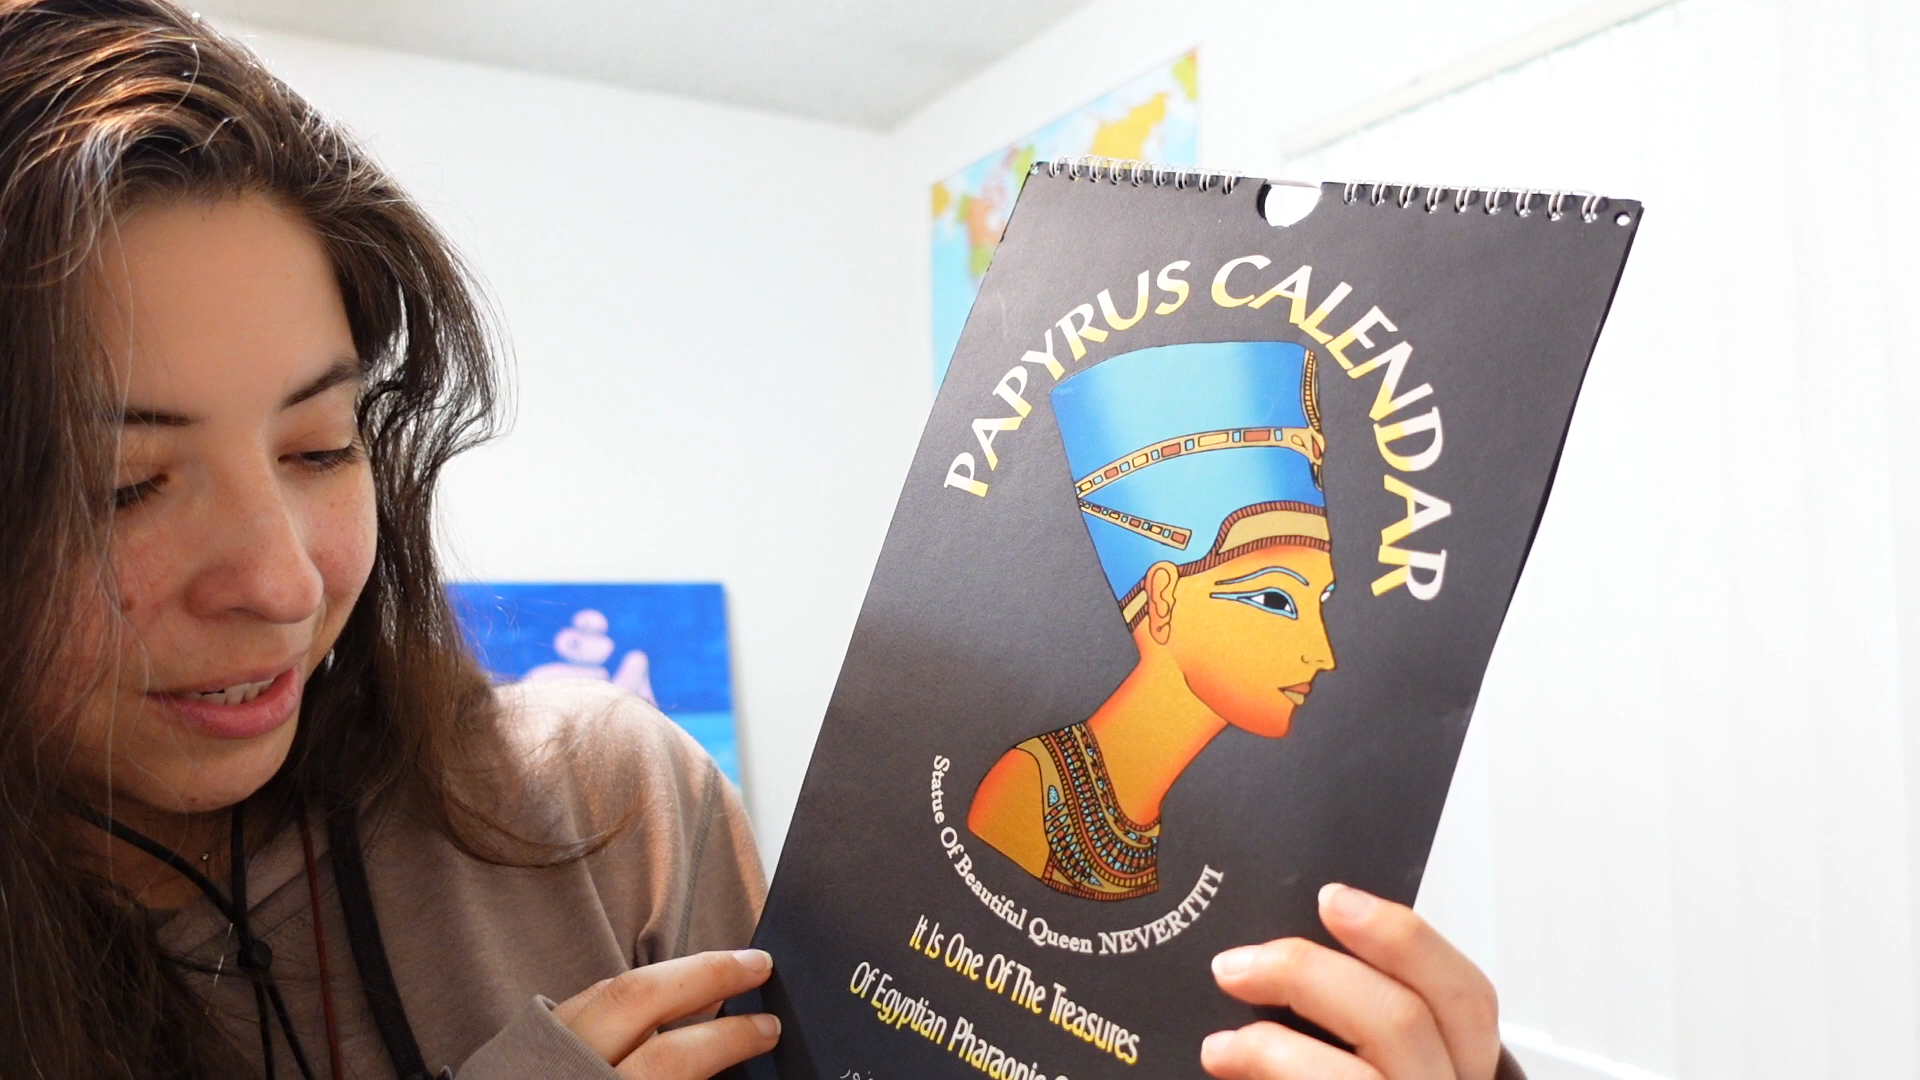 PAPYRUS CALENDAR
Statue Of Beautiful Queen NEVERTITI
It Is One Of The Treasures
Of Egyptian Pharaonic